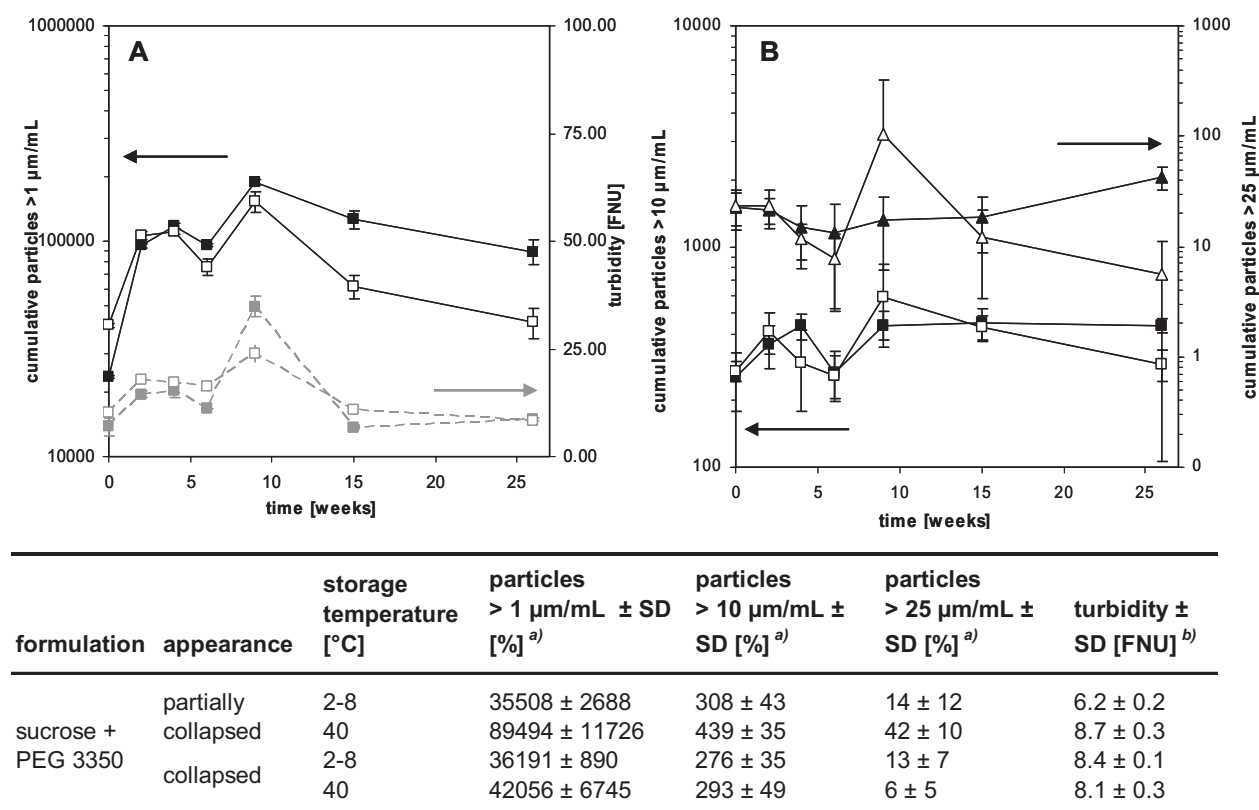 A
1000000
100000
10000
cumulative particles >1 µm/mL
100.00
75.00
50.00
25.00
0.00
turbidity [FNU]
0 5 10 15 20 25
time [weeks]
B
10000
1000
100
cumulative particles >10 µm/mL
1000
100
10
1
0
cumulative particles >25 µm/mL
0 5 10 15 20 25
time [weeks]
formulation appearance storage temperature [°C] particles > 1 µm/mL ± SD [%] a) particles > 10 µm/mL ± SD [%] a) particles > 25 µm/mL ± SD [%] a) turbidity ± SD [FNU] b)
sucrose + PEG 3350
partially collapsed
2-8 35508 ± 2688 308 ± 43 14 ± 12 6.2 ± 0.2
40 89494 ± 11726 439 ± 35 42 ± 10 8.7 ± 0.3
collapsed
2-8 36191 ± 890 276 ± 35 13 ± 7 8.4 ± 0.1
40 42056 ± 6745 293 ± 49 6 ± 5 8.1 ± 0.3